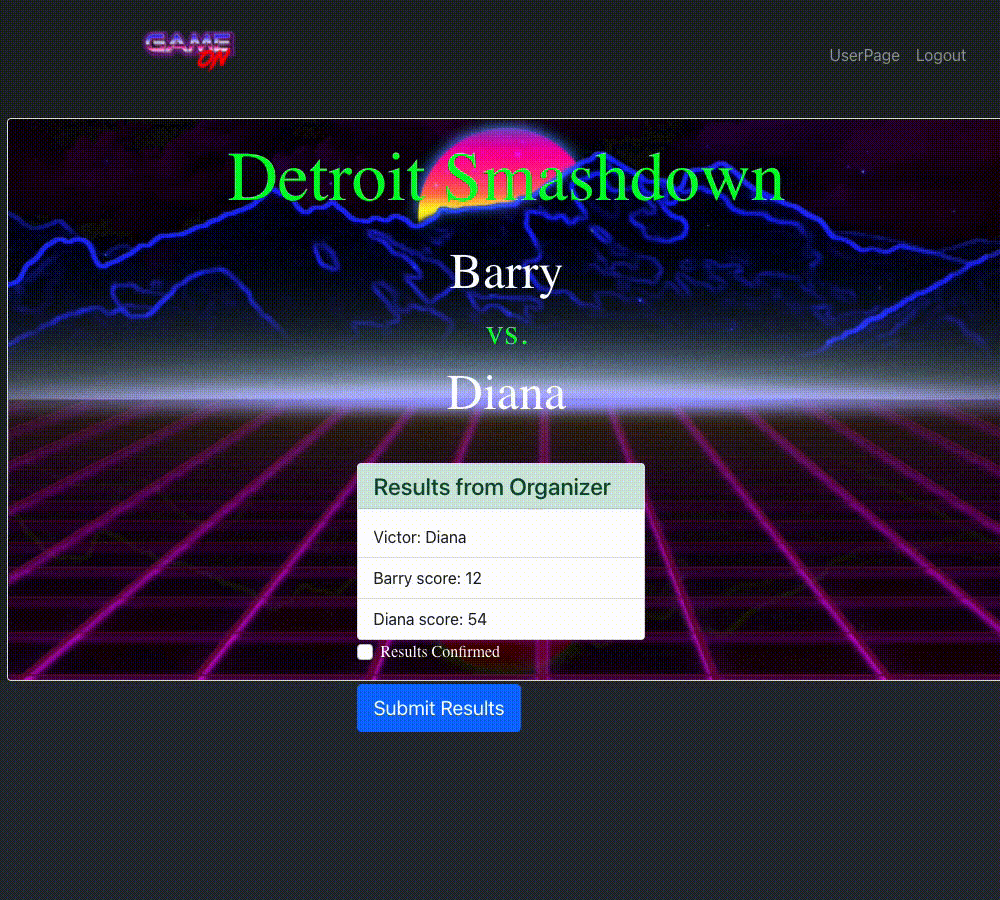 GAME
ON
UserPage Logout
Detroit Smashdown
Barry
vs.
Diana
Results from Organizer
Victor: Diana
Barry score: 12
Diana score: 54
Results Confirmed
Submit Results